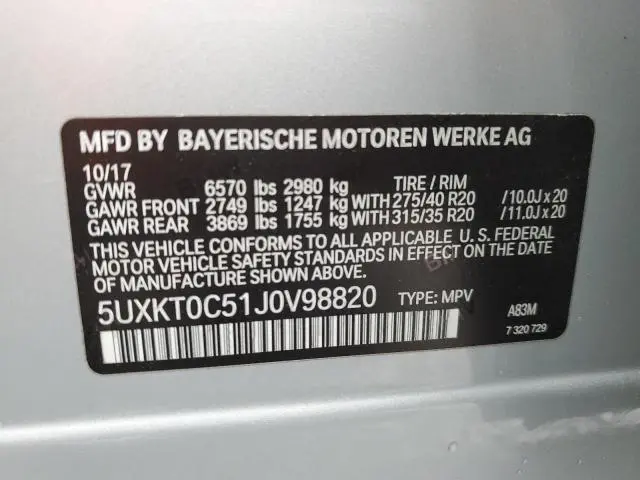 MFD BY BAYERISCHE MOTOREN WERKE AG
10/17
GVWR 6570 lbs 2980 kg TIRE / RIM
GAWR FRONT 2749 lbs 1247 kg WITH 275/40 R20 /10.0J x 20
GAWR REAR 3869 lbs 1755 kg WITH 315/35 R20 /11.0J x 20
THIS VEHICLE CONFORMS TO ALL APPLICABLE U.S. FEDERAL
MOTOR VEHICLE SAFETY STANDARDS IN EFFECT ON THE DATE
OF MANUFACTURE SHOWN ABOVE.
5UXKT0C51J0V98820 TYPE: MPV A83M
7 320 729